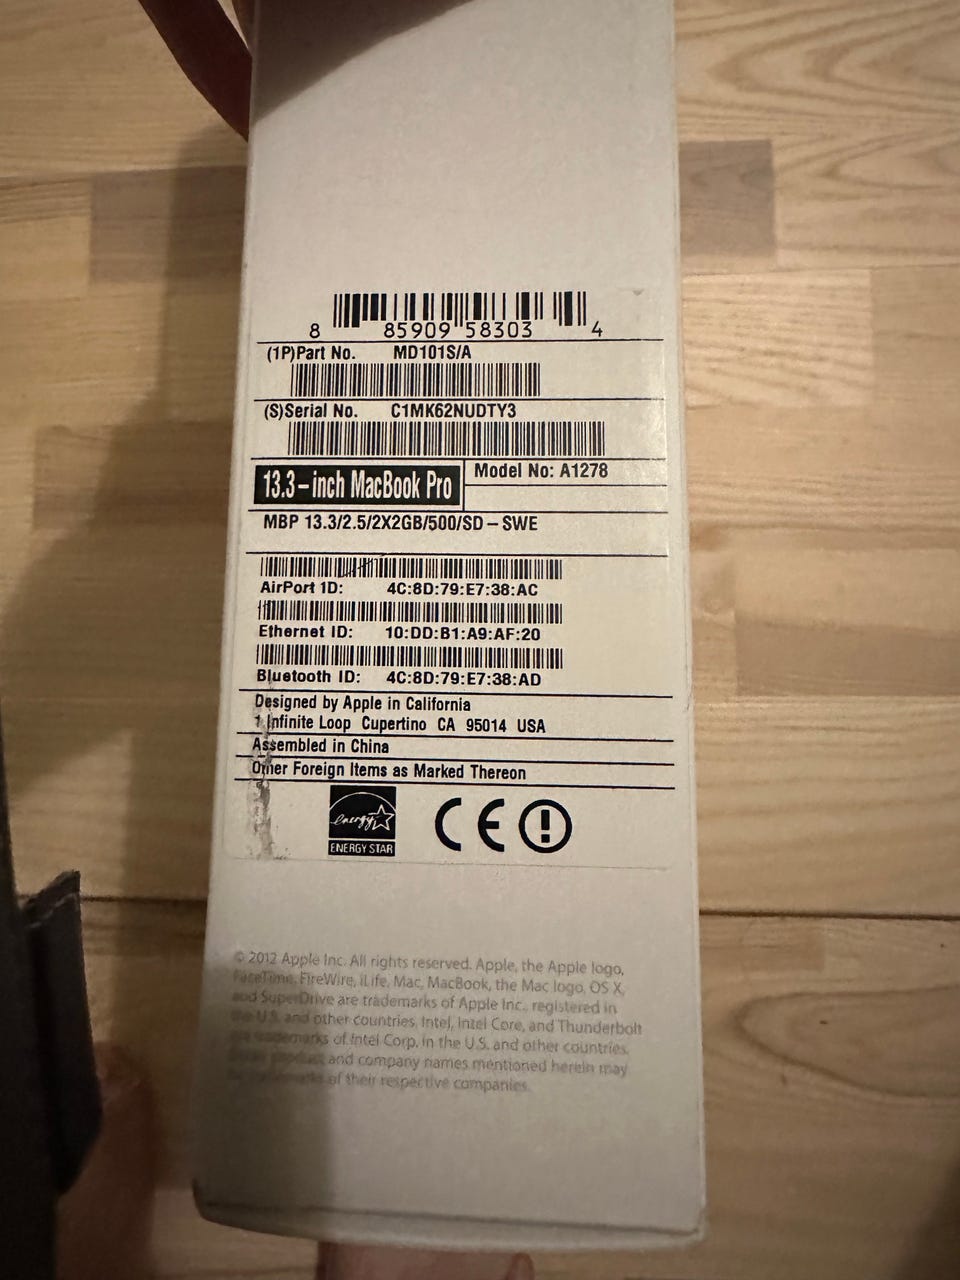 8 85909 58303 4
(1P)Part No. MD101S/A
(S)Serial No. C1MK62NUDTY3
13.3-inch MacBook Pro
Model No: A1278
MBP 13.3/2.5/2X2GB/500/SD-SWE
AirPort ID: 4C:8D:79:E7:38:AC
Ethernet ID: 10:DD:B1:A9:AF:20
Bluetooth ID: 4C:8D:79:E7:38:AD
Designed by Apple in California
1 Infinite Loop Cupertino CA 95014 USA
Assembled in China
Other Foreign Items as Marked Thereon
energy
ENERGY STAR
CE
© 2012 Apple Inc. All rights reserved. Apple, the Apple logo,
FaceTime, FireWire, iLife, Mac, MacBook, the Mac logo, OS X,
and SuperDrive are trademarks of Apple Inc., registered in
the U.S. and other countries. Intel, Intel Core, and Thunderbolt
are trademarks of Intel Corp. in the U.S. and other countries.
Other product and company names mentioned herein may
be trademarks of their respective companies.